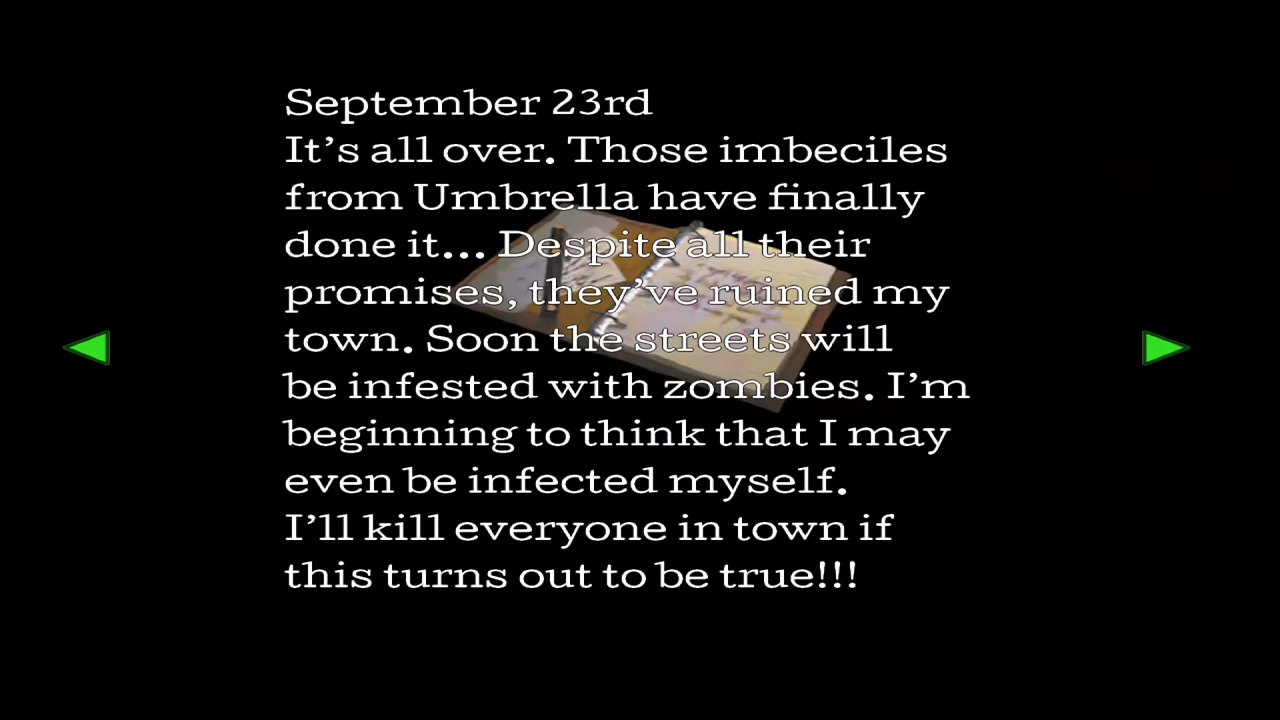 September 23rd
It's all over. Those imbeciles
from Umbrella have finally
done it... Despite all their
promises, they've ruined my
town. Soon the streets will
be infested with zombies. I'm
beginning to think that I may
even be infected myself.
I'll kill everyone in town if
this turns out to be true!!!